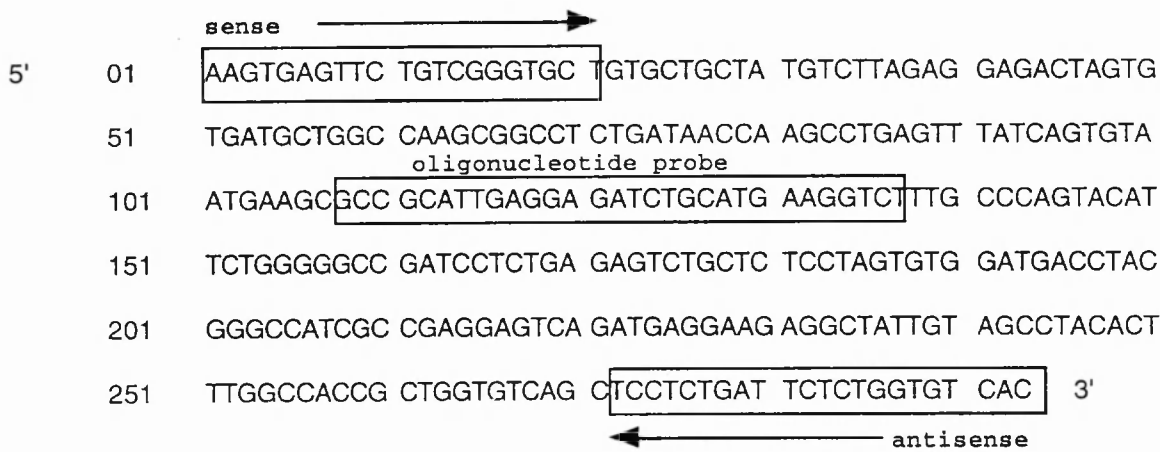 sense
5' 01 AAGTGAGTTC TGTCGGGTGC TGTGCTGCTA TGTCTTAGAG GAGACTAGTG
51 TGATGCTGGC CAAGCGGCCT CTGATAACCA AGCCTGAGTT TATCAGTGTA
oligonucleotide probe
101 ATGAAGCGCC GCATTGAGGA GATCTGCATG AAGGTCTTTG CCCAGTACAT
151 TCTGGGGGCC GATCCTCTGA GAGTCTGCTC TCCTAGTGTG GATGACCTAC
201 GGGCCATCGC CGAGGAGTCA GATGAGGAAG AGGCTATTGT AGCCTACACT
251 TTGGCCACCG CTGGTGTCAG CTCCTCTGAT TCTCTGGTGT CAC 3'
antisense